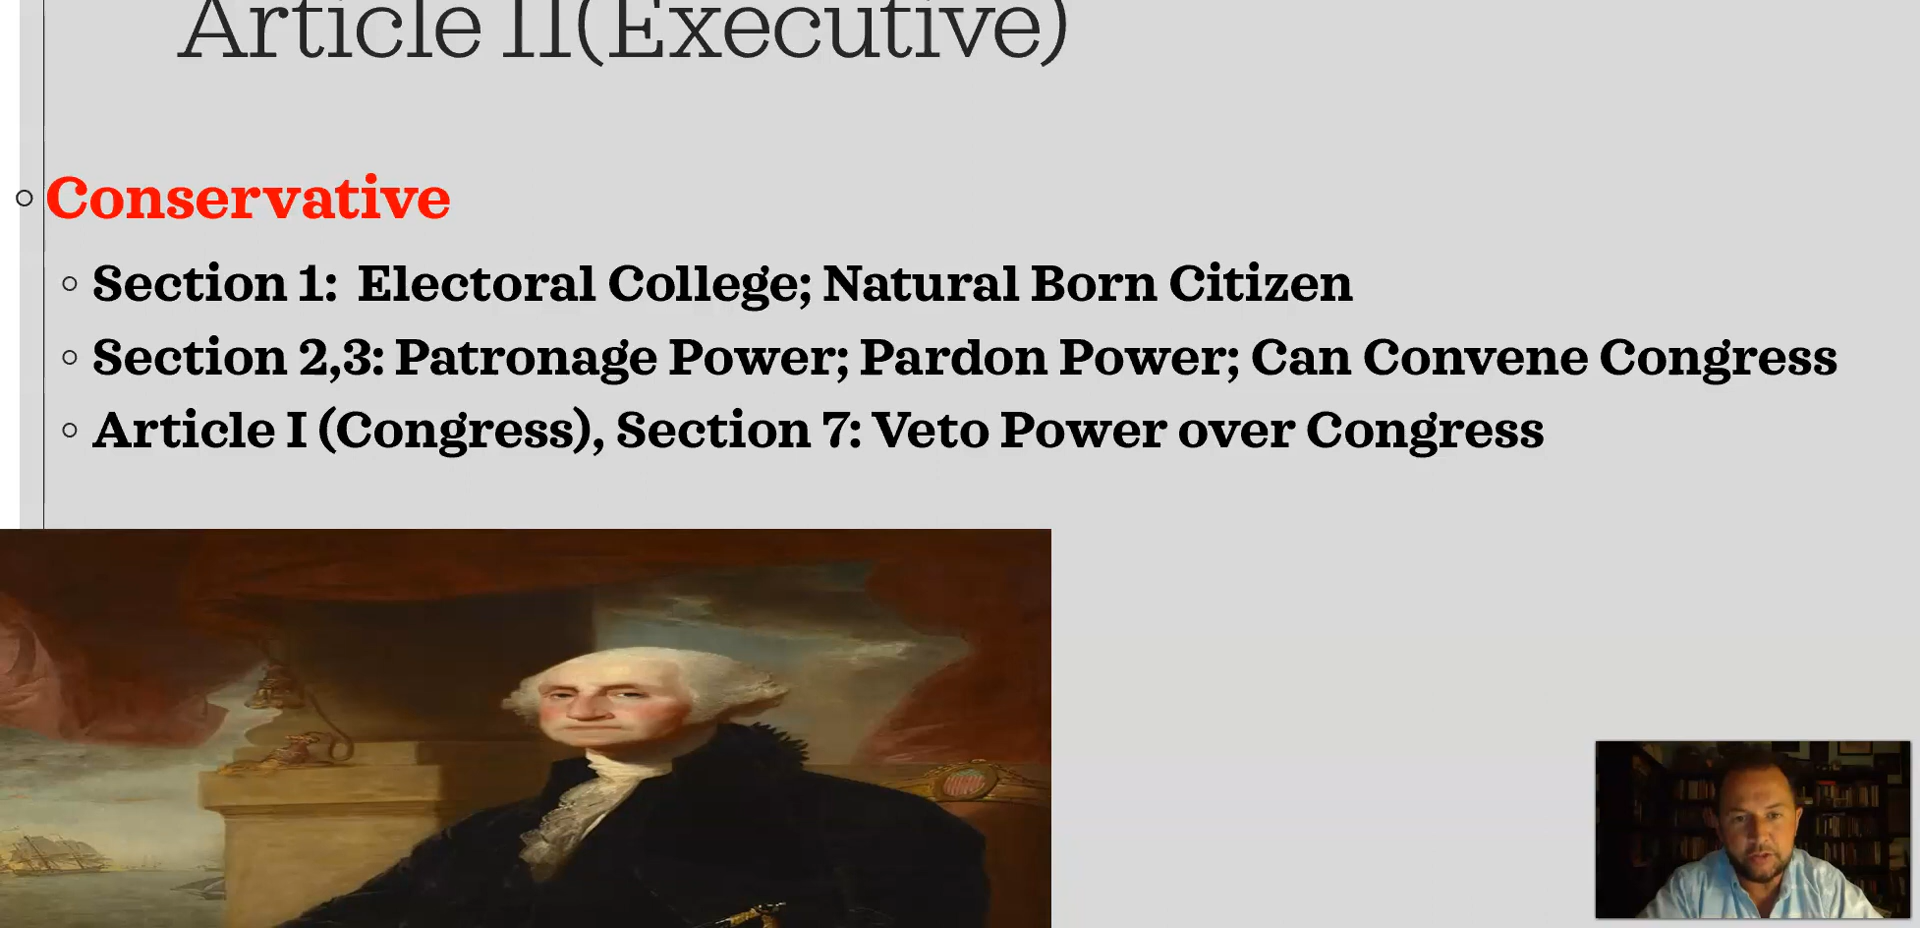 Article II(Executive)
Conservative
Section 1:  Electoral College; Natural Born Citizen
Section 2,3: Patronage Power; Pardon Power; Can Convene Congress
Article I (Congress), Section 7: Veto Power over Congress